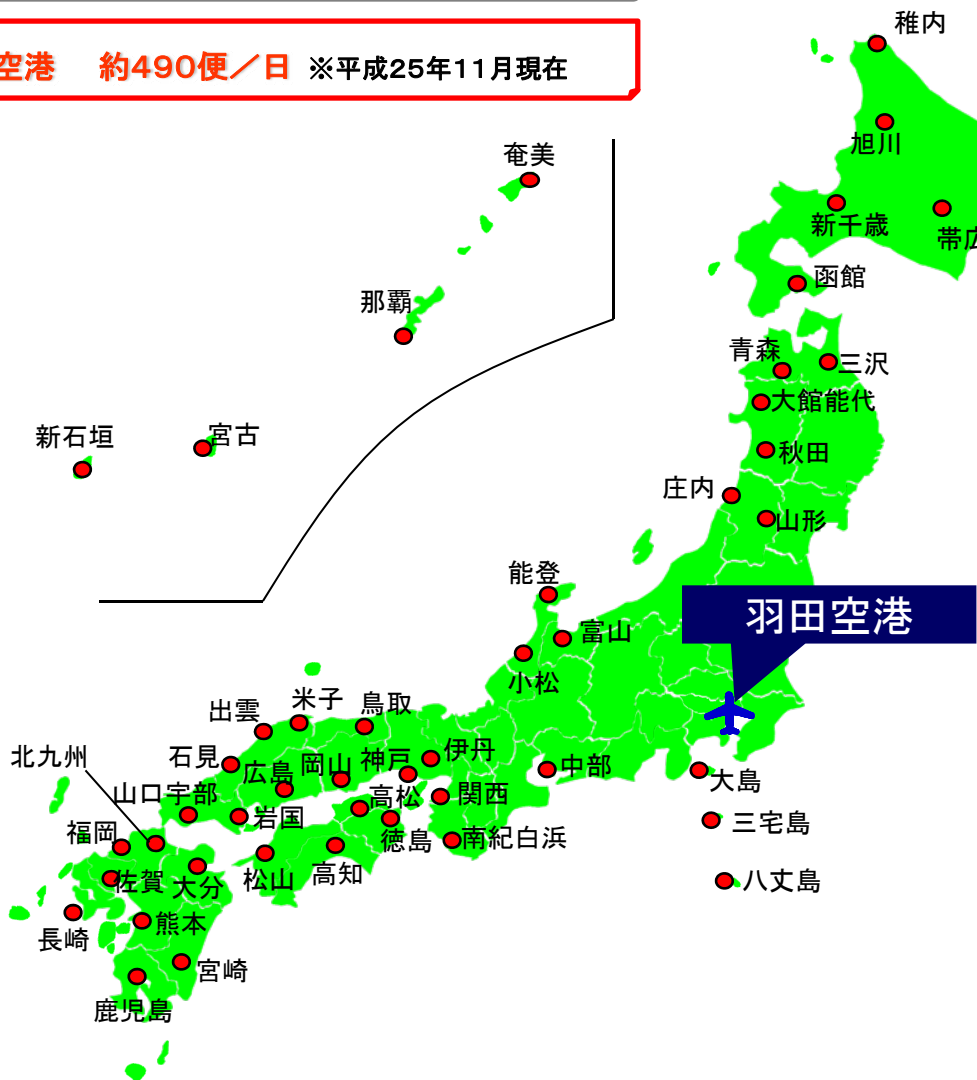 空港 約490便／日 ※平成25年11月現在
稚内
旭川
新千歳
帯広
函館
奄美
那覇
宮古
新石垣
青森
三沢
大館能代
秋田
庄内
山形
能登
富山
小松
羽田空港
米子
鳥取
出雲
石見
広島
岡山
神戸
伊丹
中部
大島
北九州
山口宇部
岩国
高松
関西
三宅島
福岡
徳島
南紀白浜
佐賀
大分
松山
高知
八丈島
長崎
熊本
宮崎
鹿児島